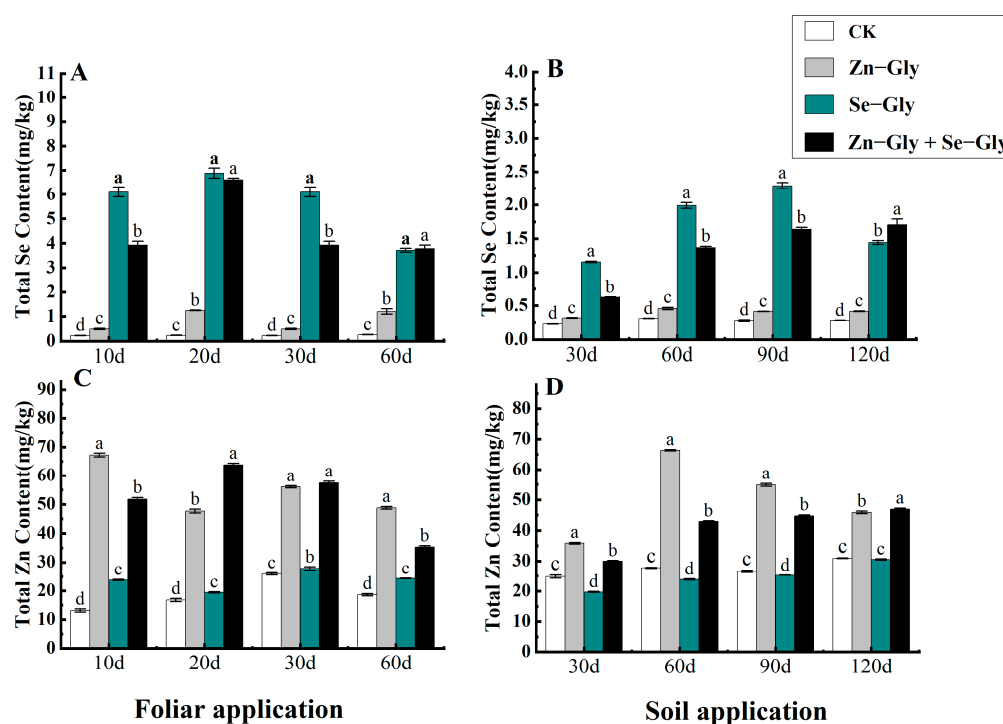 CK
Zn−Gly
Se−Gly
Zn−Gly + Se−Gly
A
Total Se Content(mg/kg)
11
10
9
8
7
6
5
4
3
2
1
0
d c a b
b a a
d c a b
b a a
10d 20d 30d 60d
B
Total Se Content(mg/kg)
4.0
3.5
3.0
2.5
2.0
1.5
1.0
0.5
0.0
d c a b
d c a b
d c a b
d c b a
30d 60d 90d 120d
C
Total Zn Content(mg/kg)
90
80
70
60
50
40
30
20
10
0
d a c b
d b c a
c a b a
d a c b
10d 20d 30d 60d
D
Total Zn Content(mg/kg)
80
70
60
50
40
30
20
10
0
c a d b
c a d b
c a d b
c b c a
30d 60d 90d 120d
Foliar application
Soil application